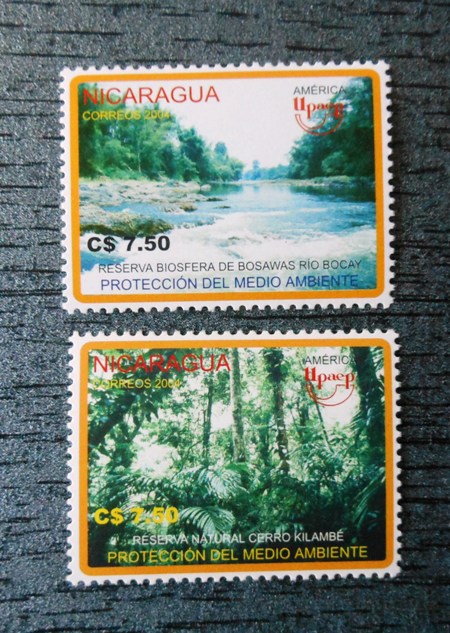 NICARAGUA
CORREOS 2004
AMÉRICA
Upaep
C$ 7.50
RESERVA BIOSFERA DE BOSAWAS RÍO BOCAY
PROTECCIÓN DEL MEDIO AMBIENTE
NICARAGUA
CORREOS 2004
AMÉRICA
Upaep
C$ 7.50
RESERVA NATURAL CERRO KILAMBÉ
PROTECCIÓN DEL MEDIO AMBIENTE